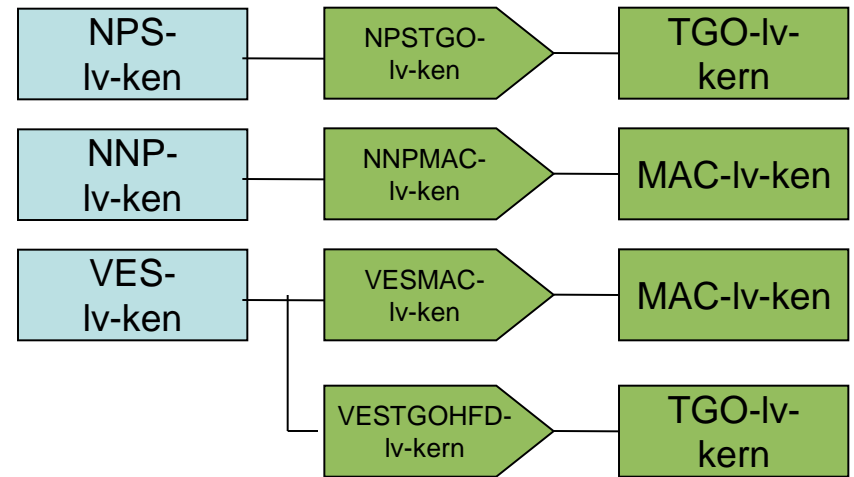 NPS-
lv-ken
NPSTGO-
lv-ken
TGO-lv-
kern
NNP-
lv-ken
NNPMAC-
lv-ken
MAC-lv-ken
VES-
lv-ken
VESMAC-
lv-ken
MAC-lv-ken
VESTGOHFD-
lv-kern
TGO-lv-
kern